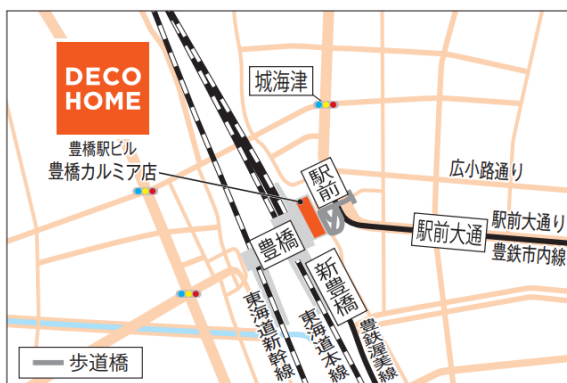 DECO
HOME
豊橋駅ビル
豊橋カルミア店
城海津
広小路通り
駅前
駅前大通
駅前大通り
豊鉄市内線
豊橋
新豊橋
東海道新幹線
東海道本線
豊鉄渥美線
歩道橋